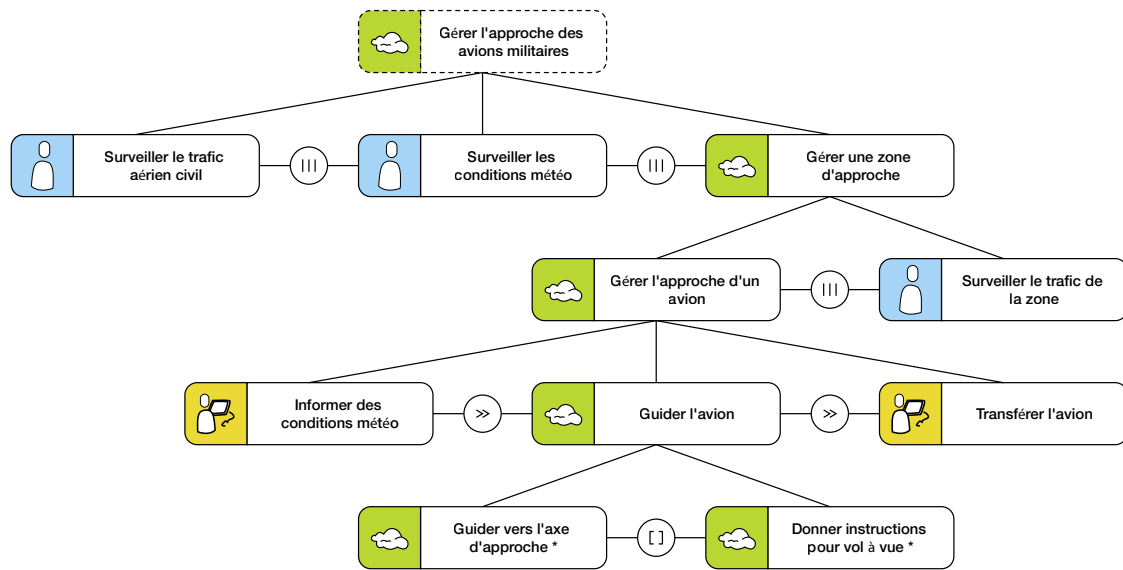 Gérer l'approche des
avions militaires
Surveiller le trafic
aérien civil
|||
Surveiller les
conditions météo
|||
Gérer une zone
d'approche
Gérer l'approche d'un
avion
|||
Surveiller le trafic de
la zone
Informer des
conditions météo
>>
Guider l'avion
>>
Transférer l'avion
Guider vers l'axe
d'approche *
[]
Donner instructions
pour vol à vue *